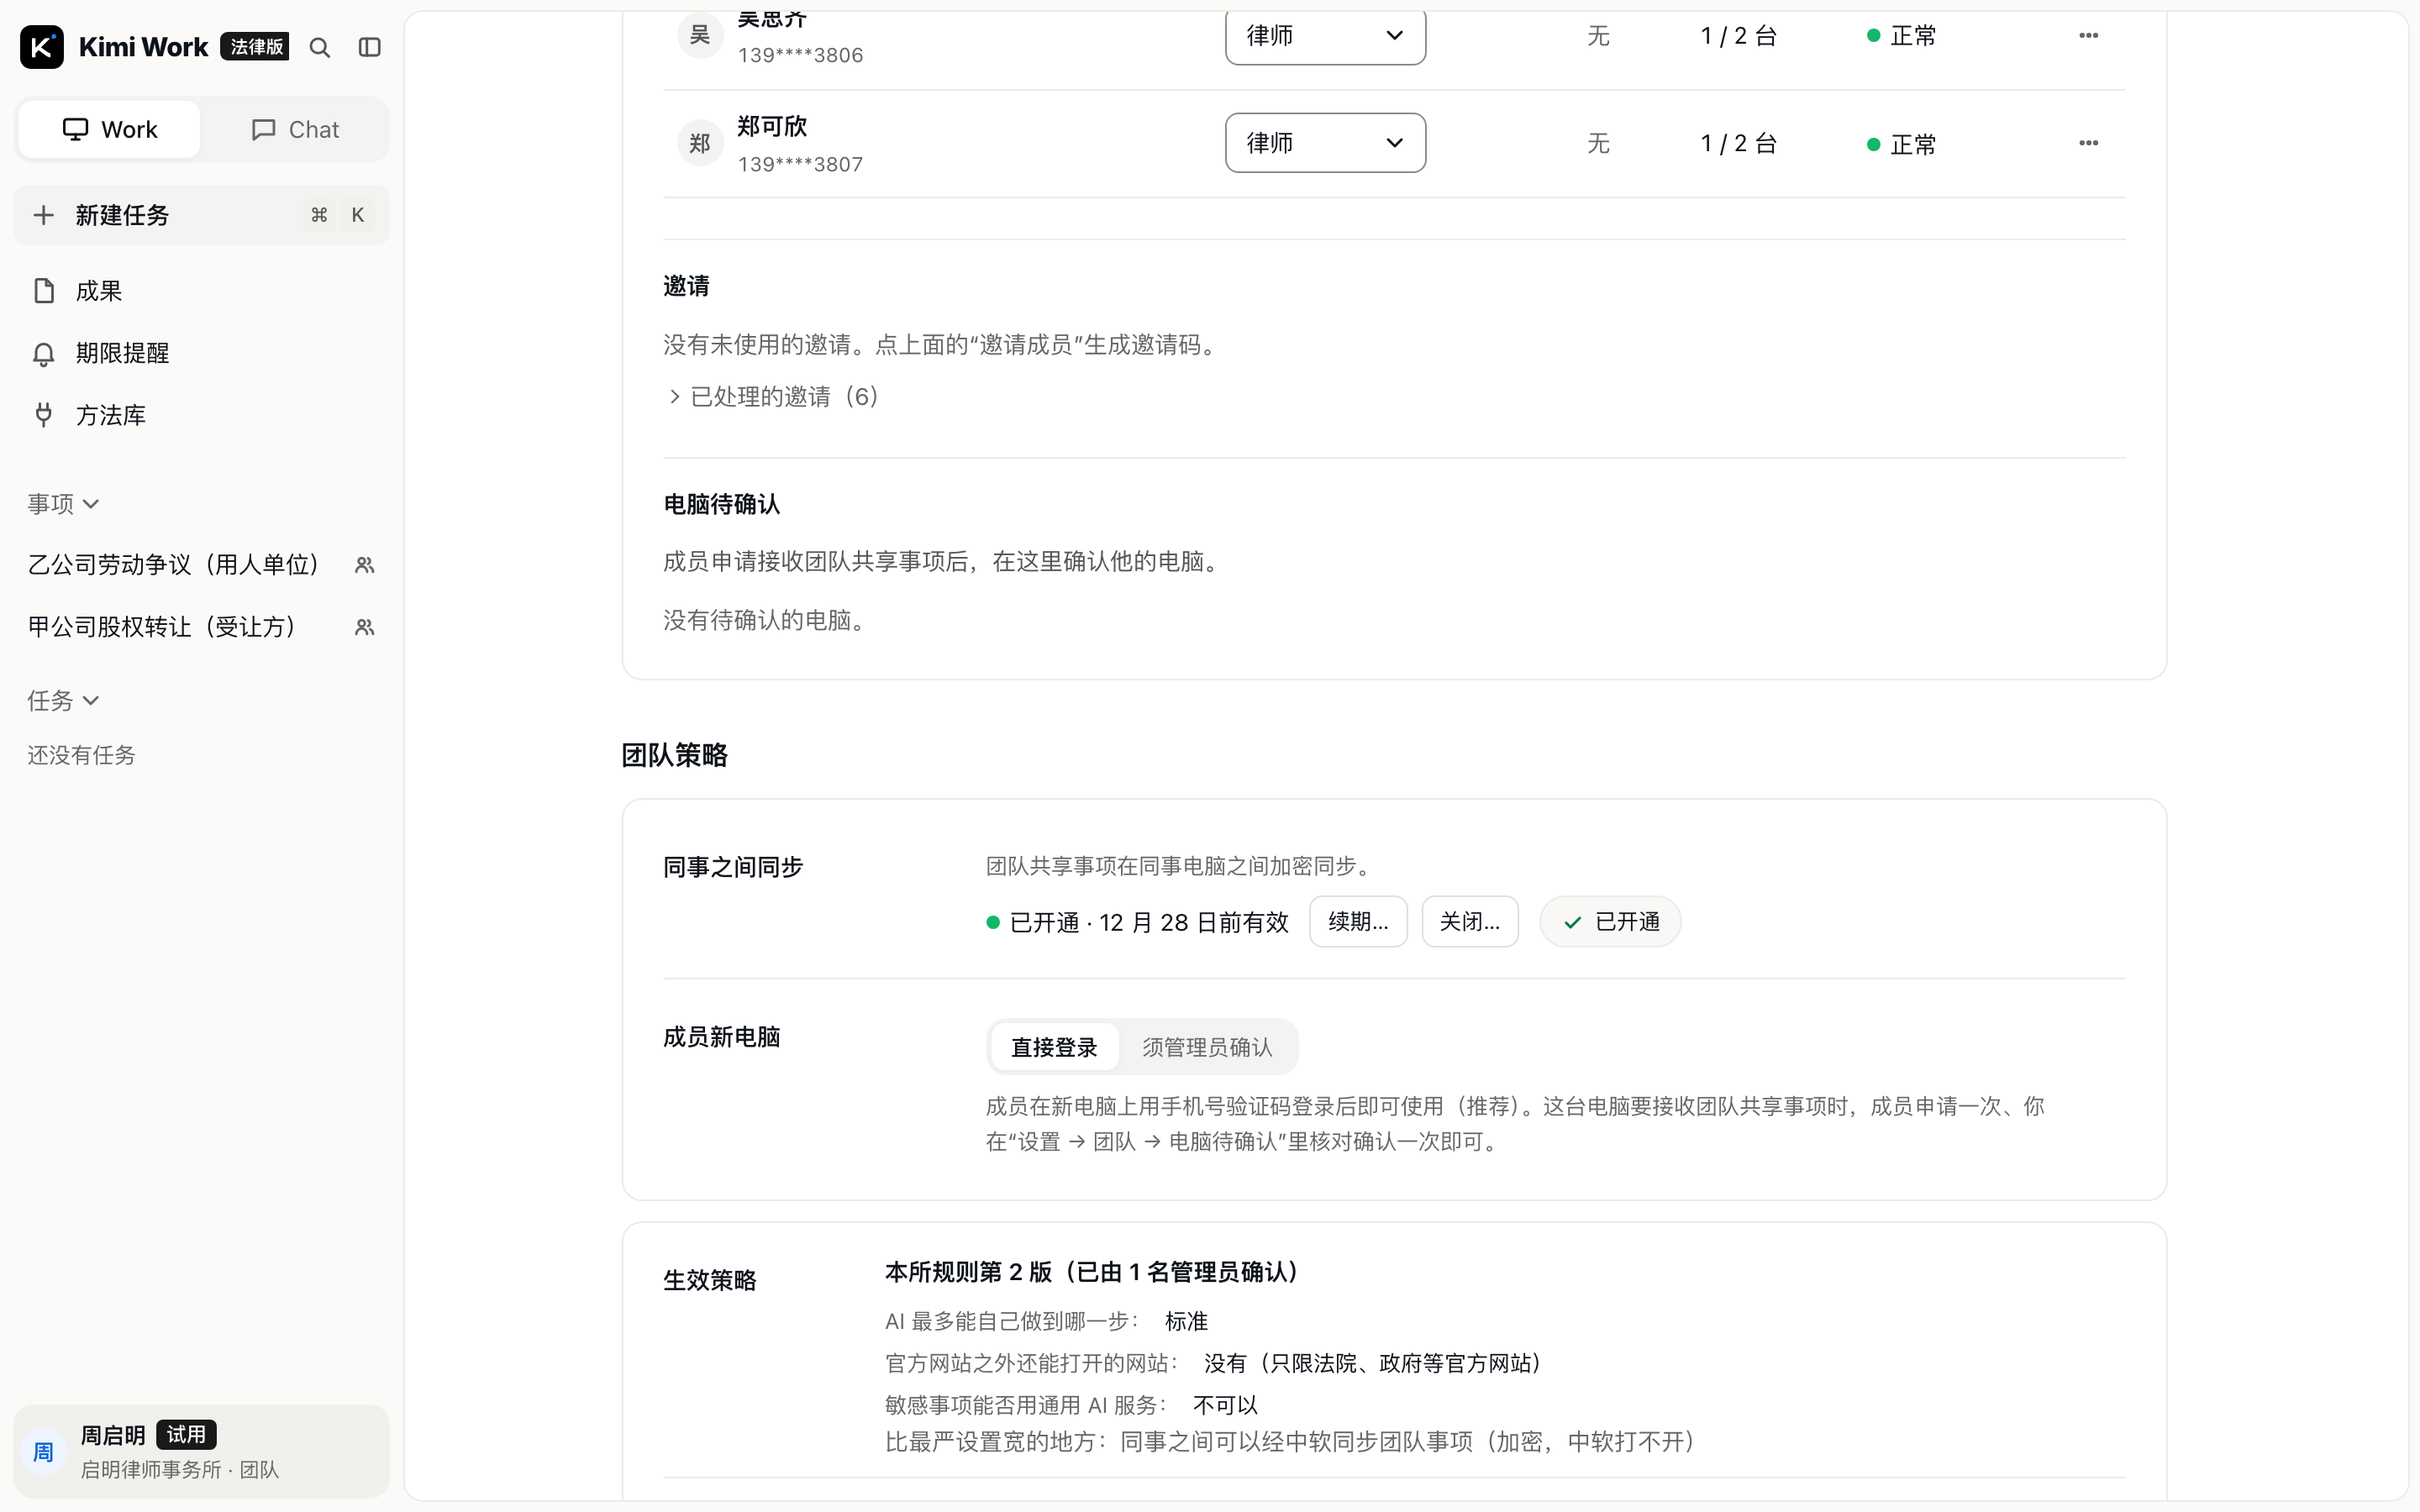 Kimi Work 法律版
Work
Chat
新建任务 ⌘ K
成果
期限提醒
方法库
事项
乙公司劳动争议（用人单位）
甲公司股权转让（受让方）
任务
还没有任务
周 周启明 试用
启明律师事务所 · 团队
吴 吴思齐
139****3806
律师 无 1 / 2 台 正常
郑 郑可欣
139****3807
律师 无 1 / 2 台 正常
邀请
没有未使用的邀请。点上面的“邀请成员”生成邀请码。
已处理的邀请（6）
电脑待确认
成员申请接收团队共享事项后，在这里确认他的电脑。
没有待确认的电脑。
团队策略
同事之间同步
团队共享事项在同事电脑之间加密同步。
已开通 · 12 月 28 日前有效 续期... 关闭... 已开通
成员新电脑
直接登录 须管理员确认
成员在新电脑上用手机号验证码登录后即可使用（推荐）。这台电脑要接收团队共享事项时，成员申请一次、你
在“设置 → 团队 → 电脑待确认”里核对确认一次即可。
生效策略
本所规则第 2 版（已由 1 名管理员确认）
AI 最多能自己做到哪一步： 标准
官方网站之外还能打开的网站： 没有（只限法院、政府等官方网站）
敏感事项能否用通用 AI 服务： 不可以
比最严设置宽的地方：同事之间可以经中软同步团队事项（加密，中软打不开）